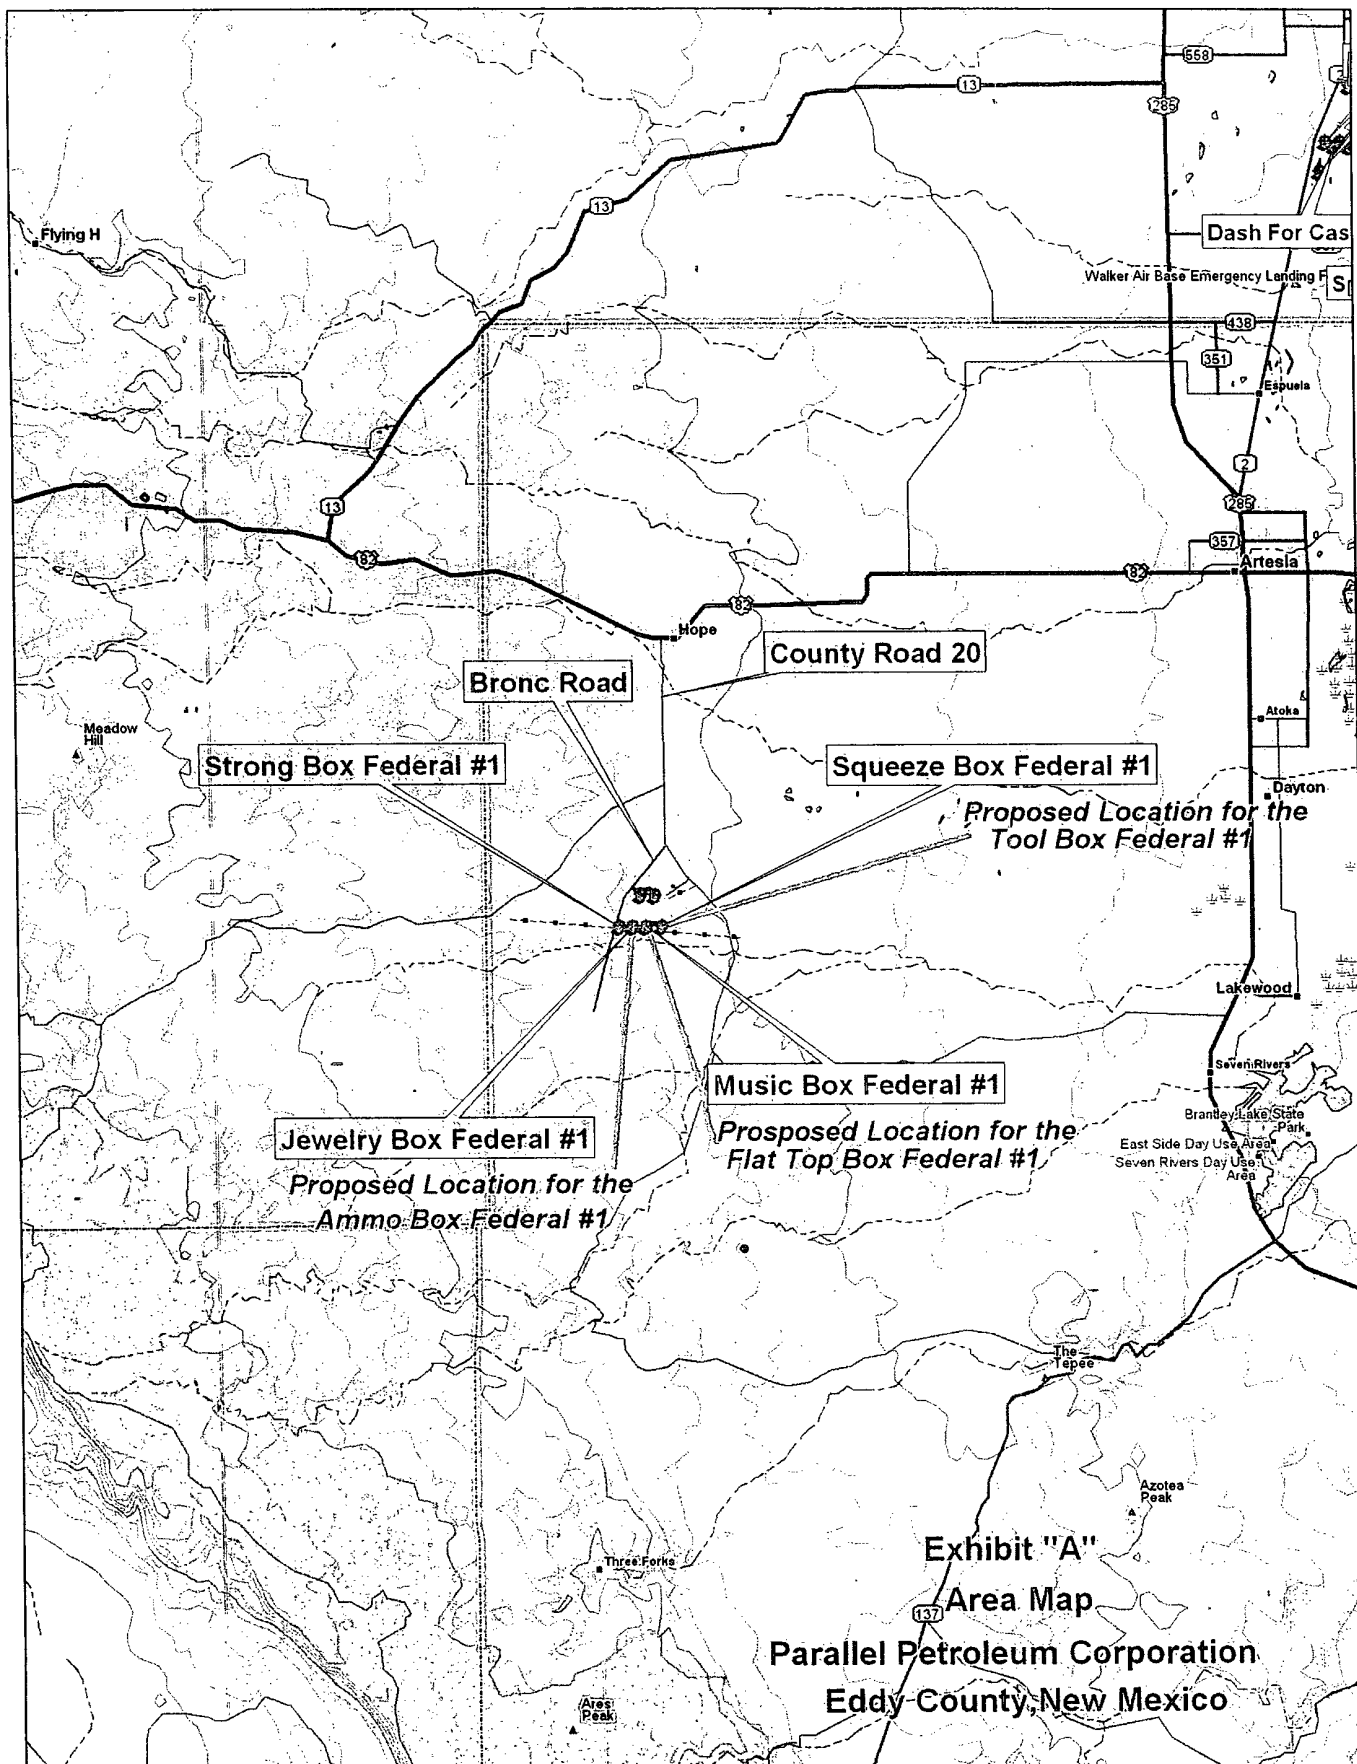 558
13
285
2
13
Flying H
Dash For Cas
Walker Air Base Emergency Landing F
S
438
351
Espuela
2
13
285
357
82
82
Artesia
82
Hope
County Road 20
Bronc Road
Atoka
Meadow
Hill
Strong Box Federal #1
Squeeze Box Federal #1
Dayton
Proposed Location for the
Tool Box Federal #1
Lakewood
Seven Rivers
Music Box Federal #1
Brantley Lake State
Park
Jewelry Box Federal #1
Prosposed Location for the
Flat Top Box Federal #1
East Side Day Use Area
Seven Rivers Day Use
Area
Proposed Location for the
Ammo Box Federal #1
The
Tepee
Azotea
Peak
Three Forks
Exhibit "A"
Area Map
137
Parallel Petroleum Corporation
Eddy County, New Mexico
Ares
Peak